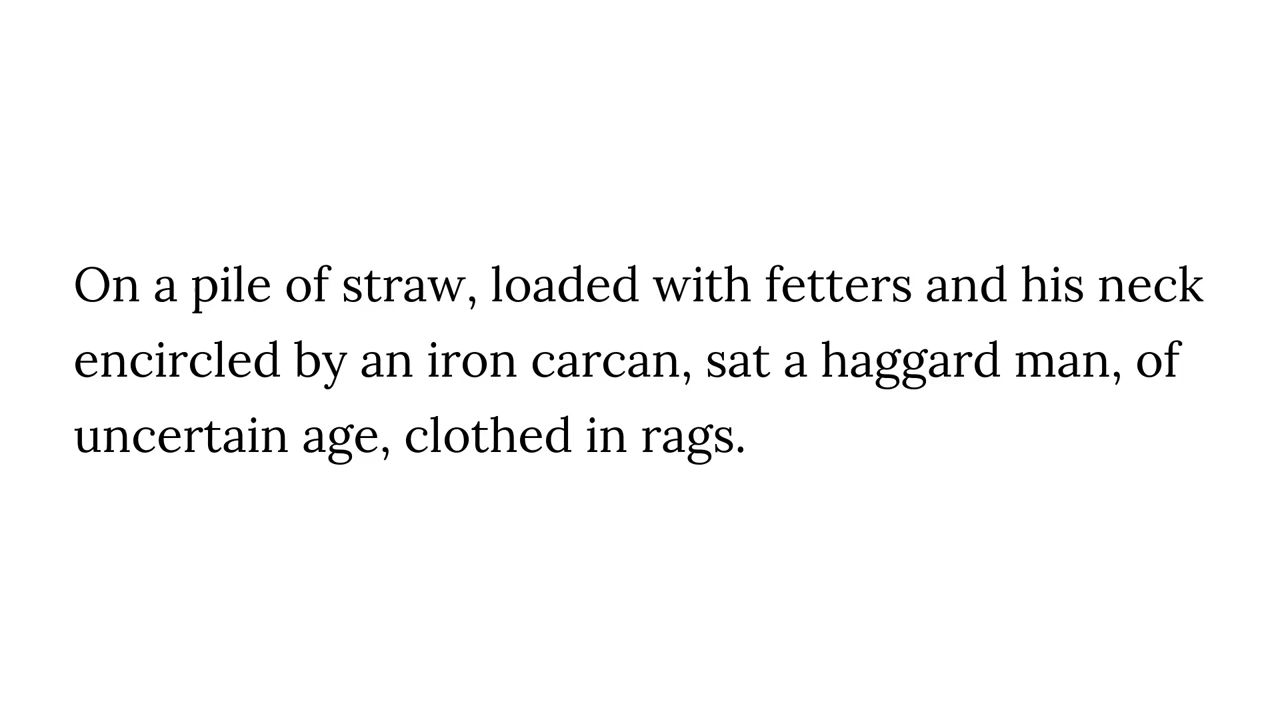 On a pile of straw, loaded with fetters and his neck
encircled by an iron carcan, sat a haggard man, of
uncertain age, clothed in rags.